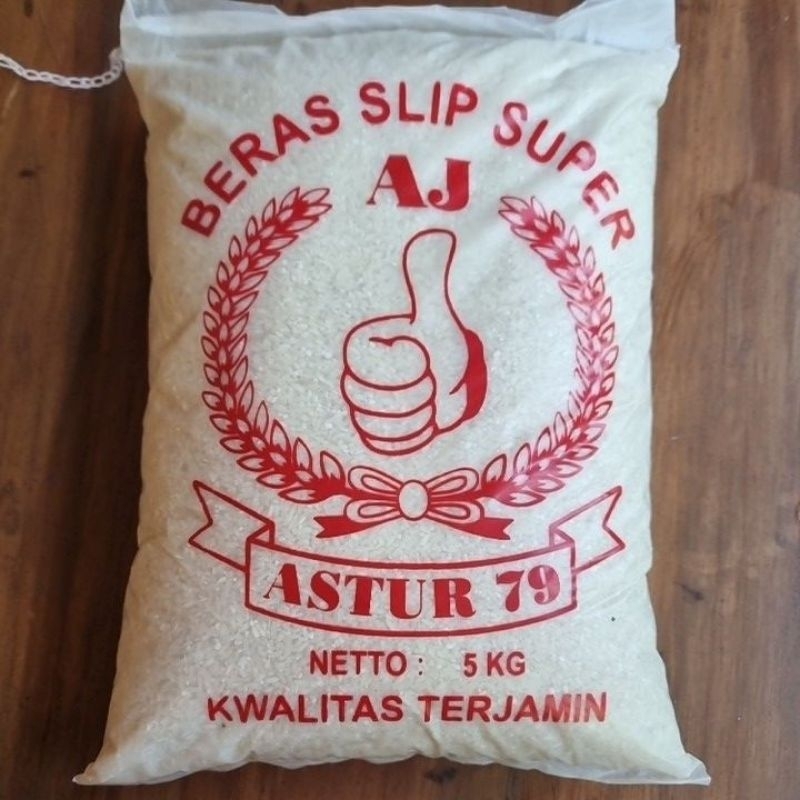 BERAS SLIP SUPER
AJ
ASTUR 79
NETTO : 5 KG
KWALITAS TERJAMIN